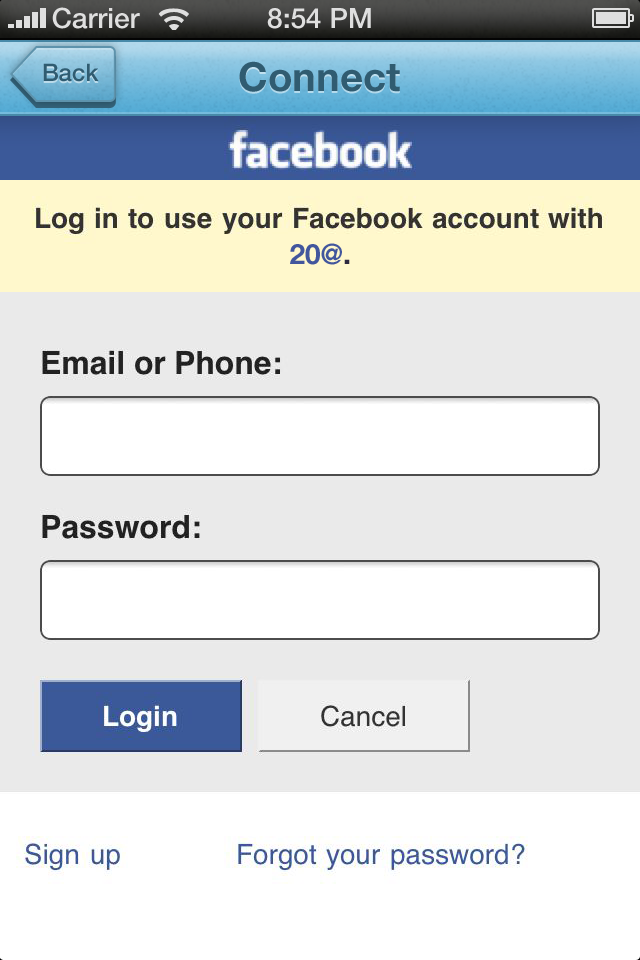 Carrier 8:54 PM
Back Connect
facebook
Log in to use your Facebook account with
20@.
Email or Phone:
Password:
Login Cancel
Sign up Forgot your password?